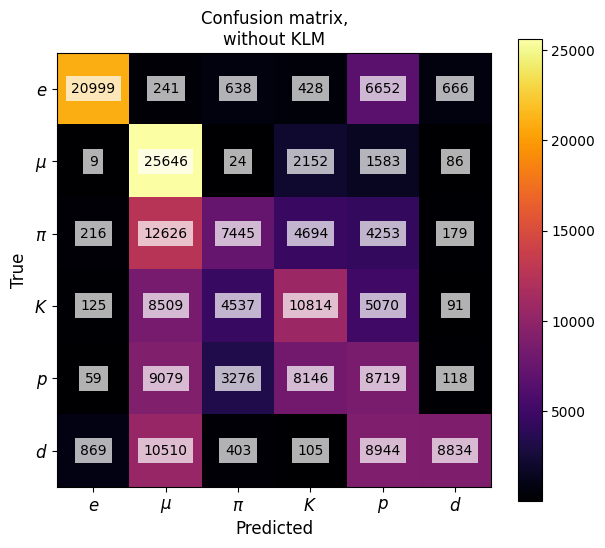 Confusion matrix,
without KLM
e 20999 241 638 428 6652 666
μ 9 25646 24 2152 1583 86
π 216 12626 7445 4694 4253 179
K 125 8509 4537 10814 5070 91
p 59 9079 3276 8146 8719 118
d 869 10510 403 105 8944 8834
e μ π K p d
Predicted
True
25000
20000
15000
10000
5000